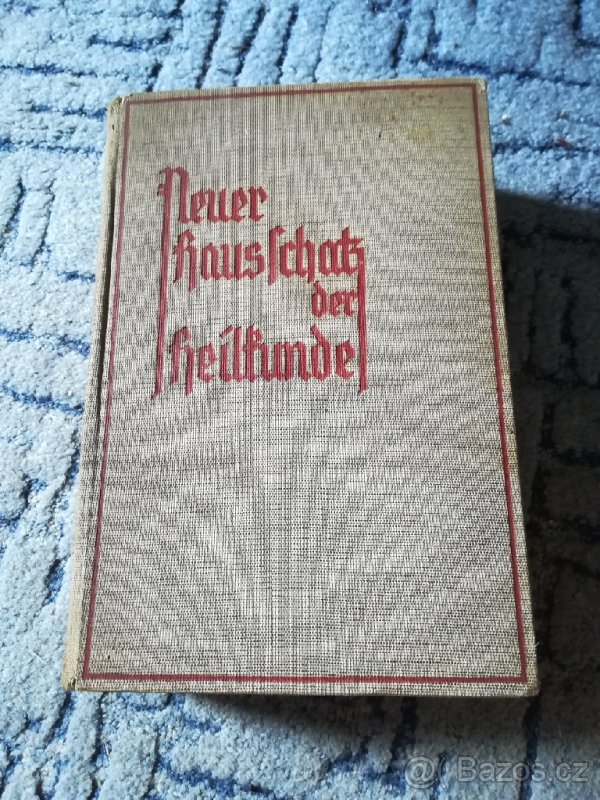 Neuer
Hausschatz
der
Heilkunde
@ Bazos.cz